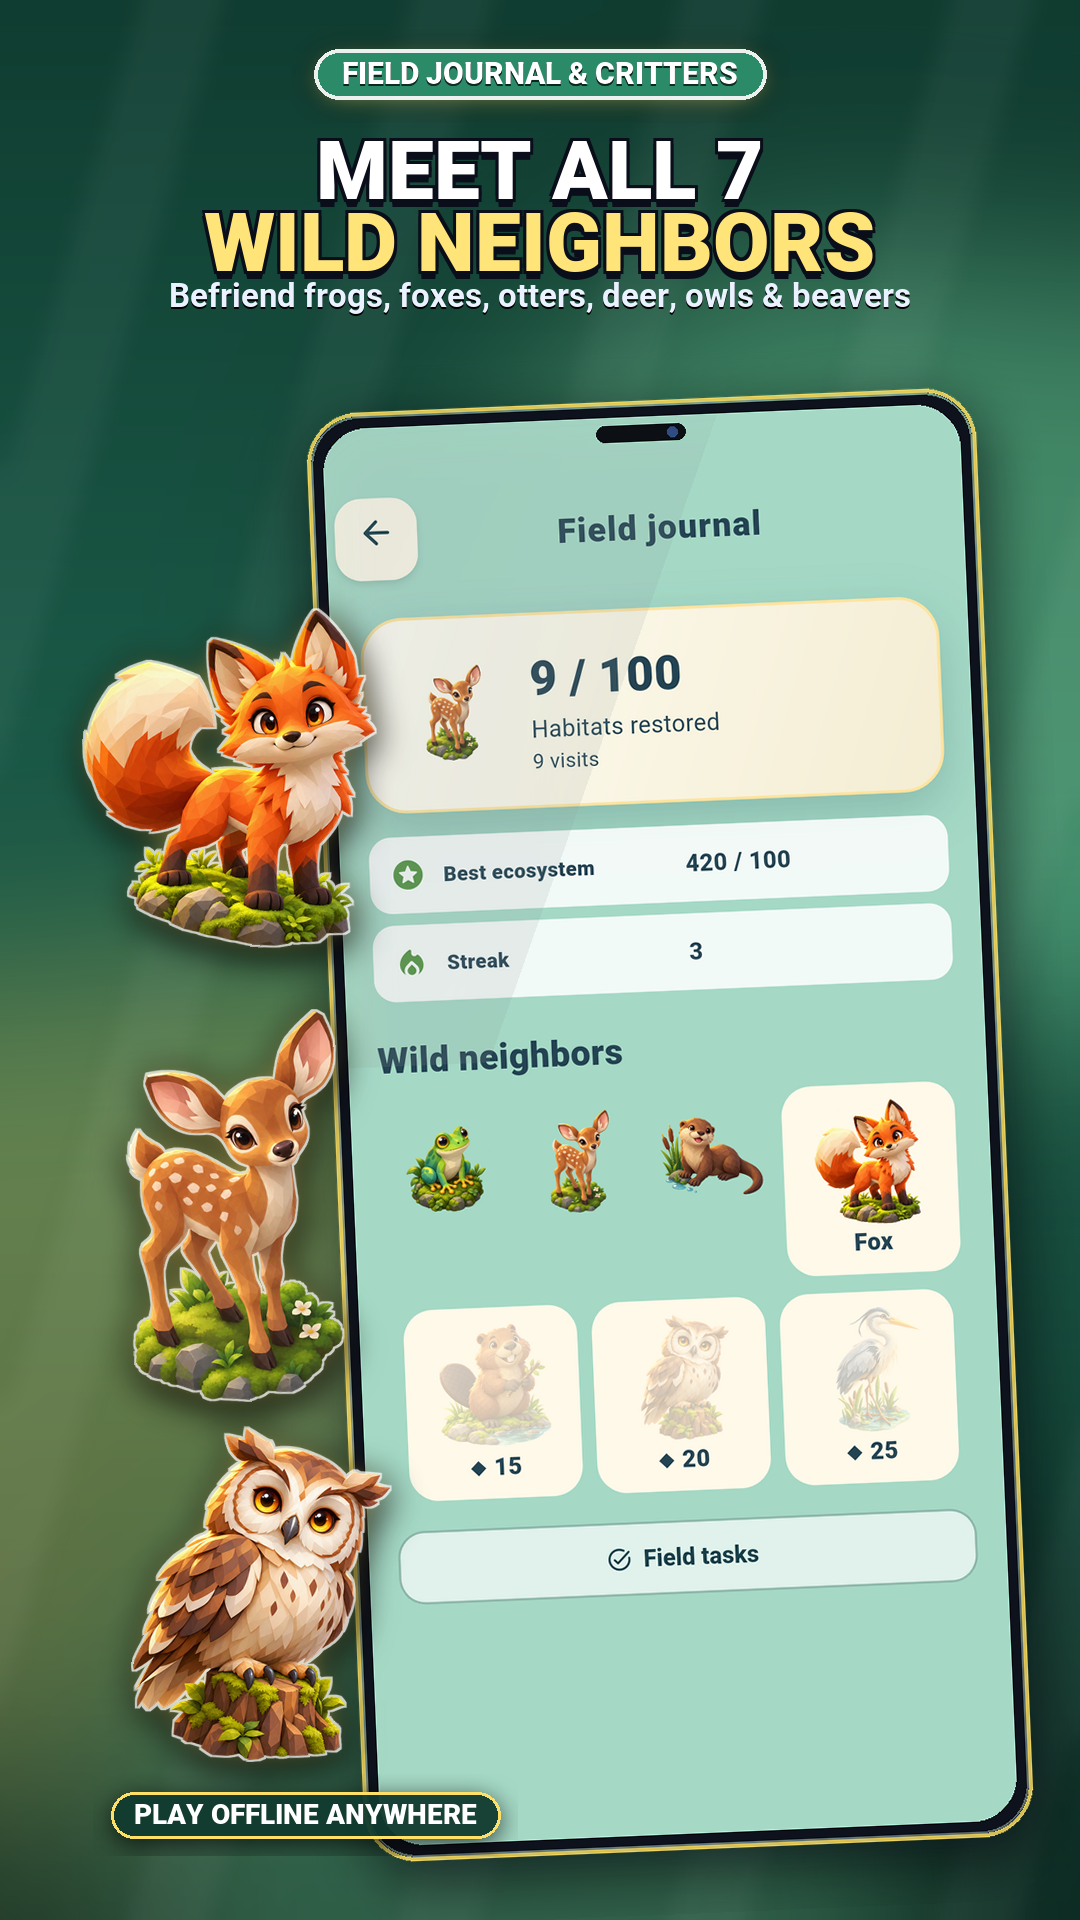 FIELD JOURNAL & CRITTERS
MEET ALL 7
WILD NEIGHBORS
Befriend frogs, foxes, otters, deer, owls & beavers
Field journal
9 / 100
Habitats restored
9 visits
Best ecosystem 420 / 100
Streak 3
Wild neighbors
Fox
◆ 15 ◆ 20 ◆ 25
Field tasks
PLAY OFFLINE ANYWHERE